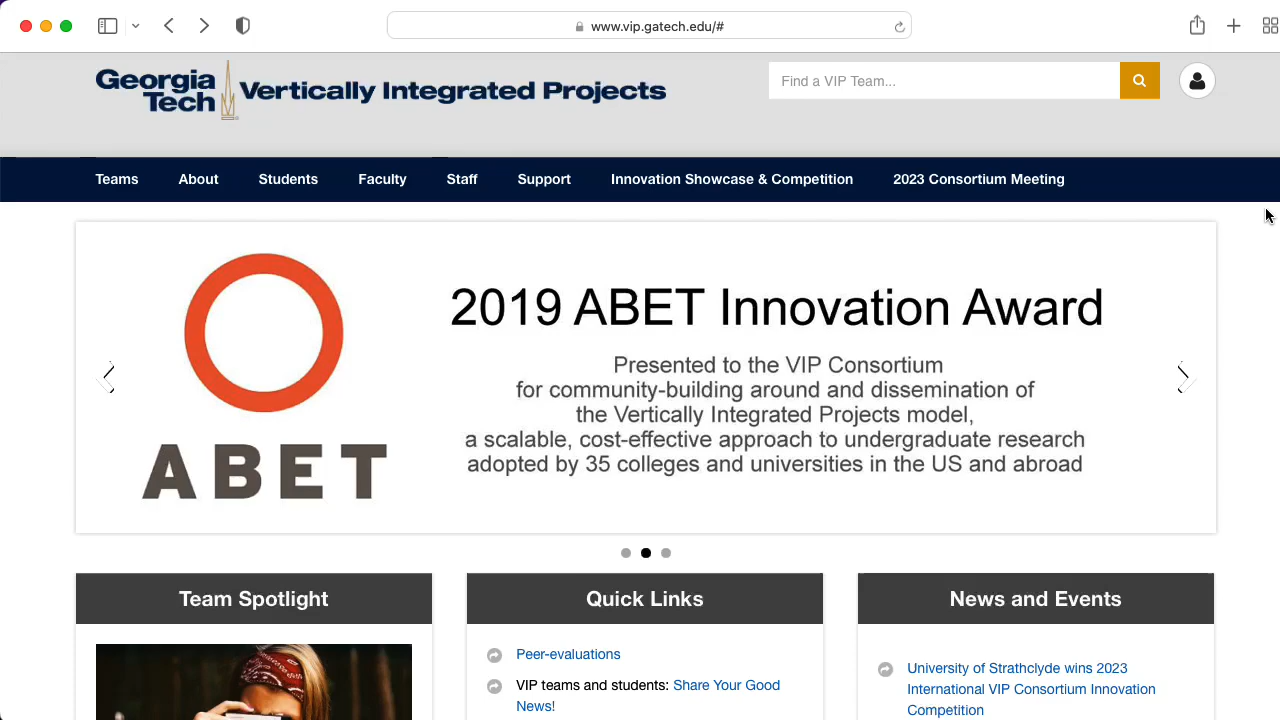 www.vip.gatech.edu/#
Georgia
Tech
Vertically Integrated Projects
Find a VIP Team...
Teams About Students Faculty Staff Support Innovation Showcase & Competition 2023 Consortium Meeting
2019 ABET Innovation Award
Presented to the VIP Consortium
for community-building around and dissemination of
the Vertically Integrated Projects model,
a scalable, cost-effective approach to undergraduate research
adopted by 35 colleges and universities in the US and abroad
ABET
Team Spotlight
Quick Links
Peer-evaluations
VIP teams and students: Share Your Good
News!
News and Events
University of Strathclyde wins 2023
International VIP Consortium Innovation
Competition